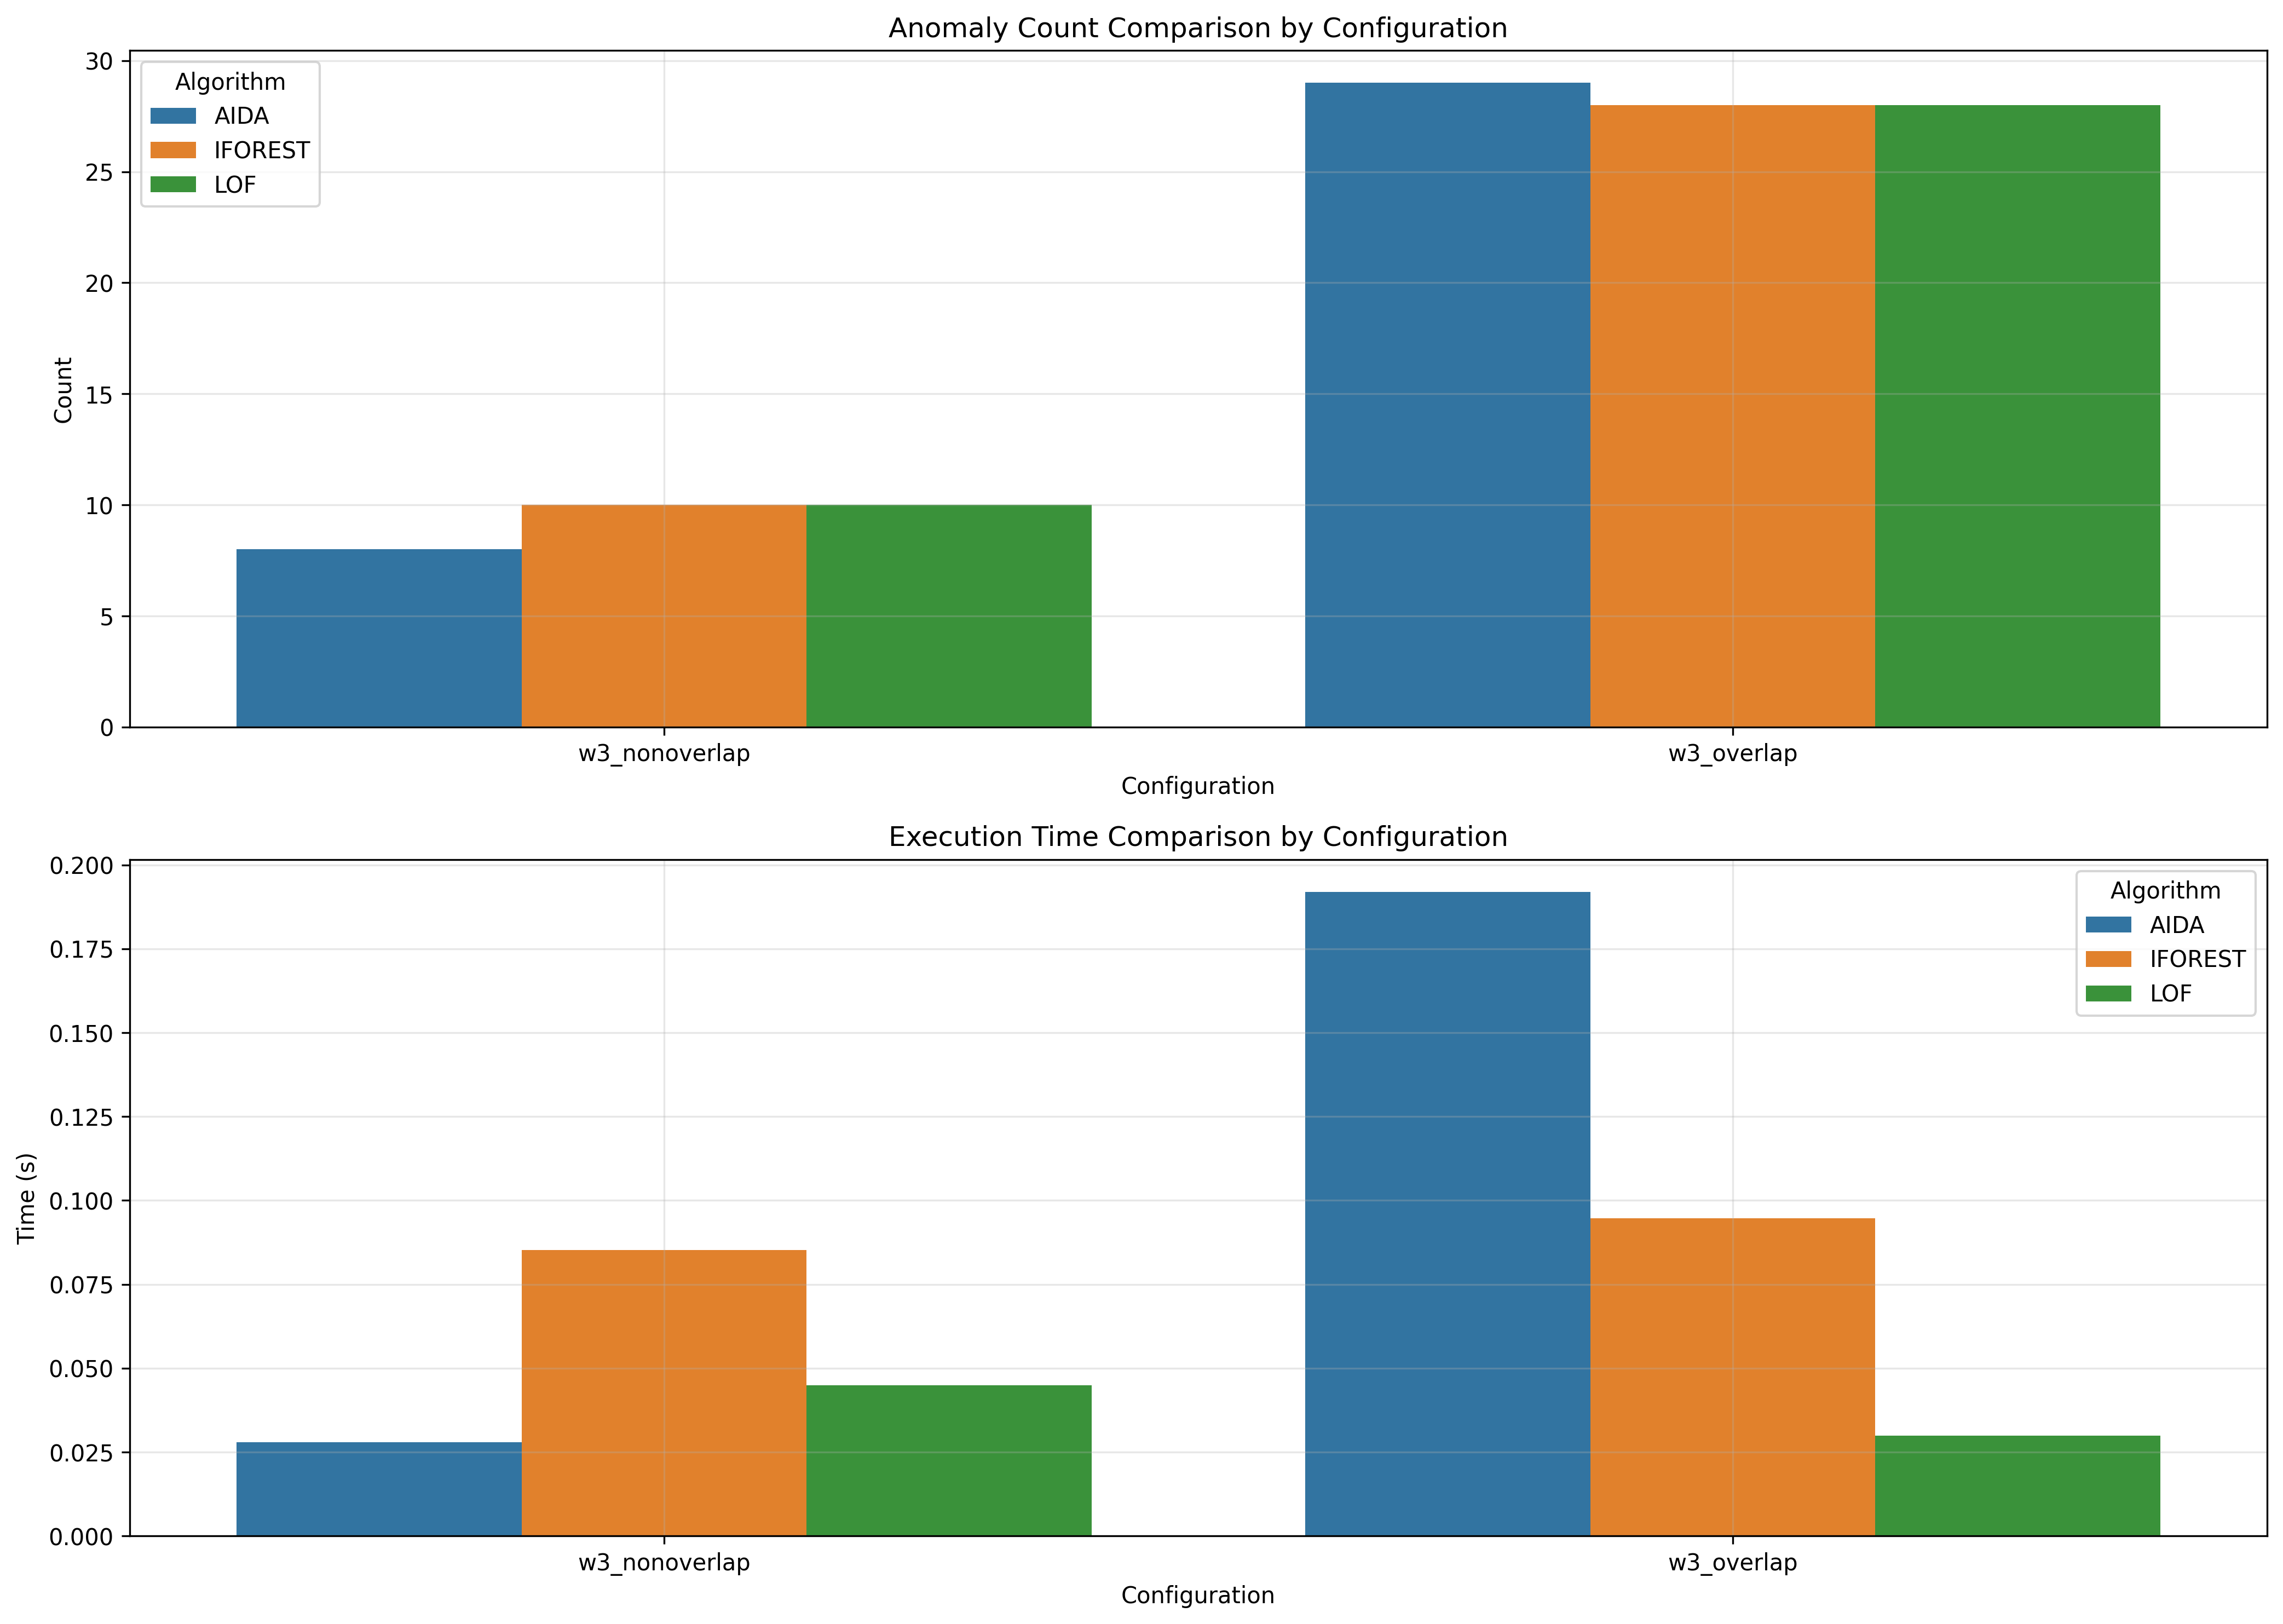 Anomaly Count Comparison by Configuration
30
25
20
15
10
5
0
Count
Algorithm
AIDA
IFOREST
LOF
w3_nonoverlap
w3_overlap
Configuration
Execution Time Comparison by Configuration
0.200
0.175
0.150
0.125
0.100
0.075
0.050
0.025
0.000
Time (s)
Algorithm
AIDA
IFOREST
LOF
w3_nonoverlap
w3_overlap
Configuration